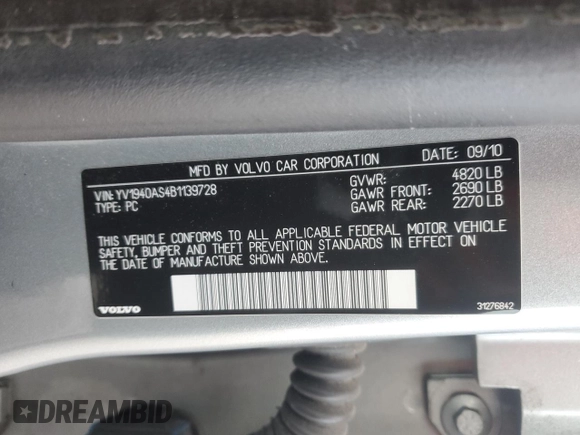 MFD BY VOLVO CAR CORPORATION DATE: 09/10
VIN: YV1940AS4B1139728 GVWR: 4820 LB
TYPE: PC GAWR FRONT: 2690 LB
GAWR REAR: 2270 LB
THIS VEHICLE CONFORMS TO ALL APPLICABLE FEDERAL MOTOR VEHICLE
SAFETY, BUMPER AND THEFT PREVENTION STANDARDS IN EFFECT ON
THE DATE OF MANUFACTURE SHOWN ABOVE.
VOLVO 31276842
DREAMBID